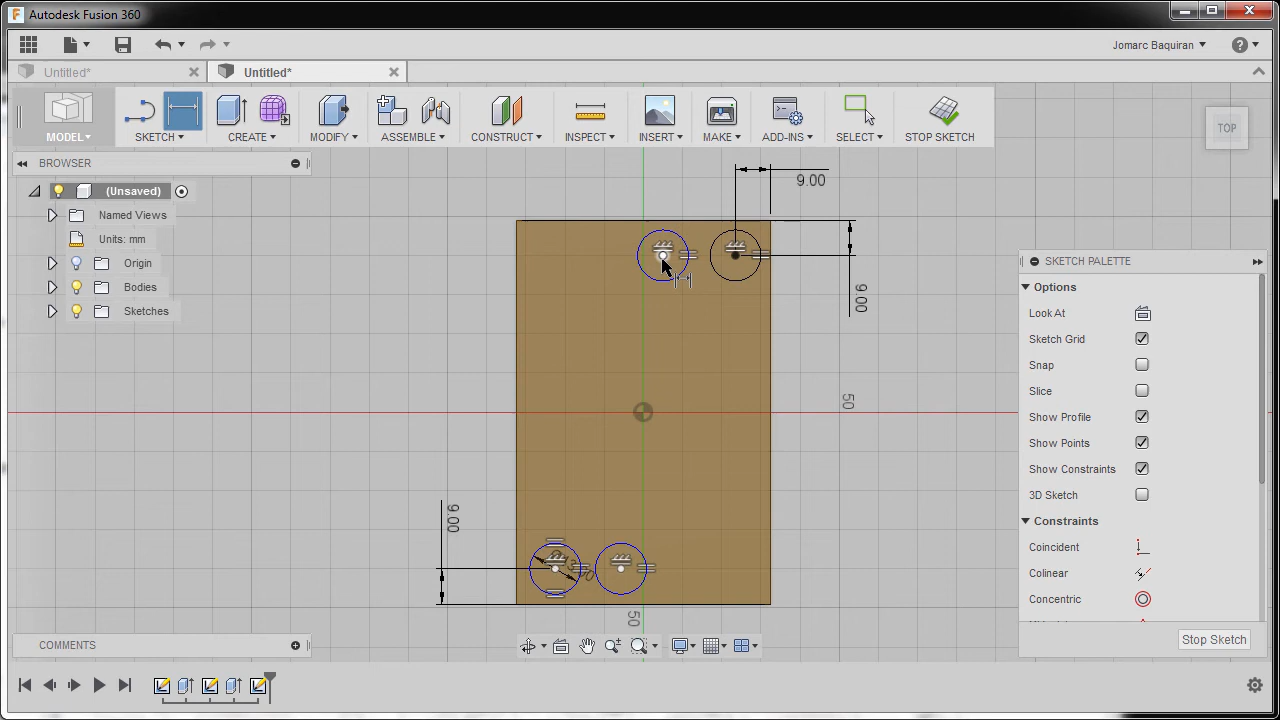 Autodesk Fusion 360
Jomarc Baquiran
Untitled*
Untitled*
MODEL
SKETCH
CREATE
MODIFY
ASSEMBLE
CONSTRUCT
INSPECT
INSERT
MAKE
ADD-INS
SELECT
STOP SKETCH
TOP
BROWSER
(Unsaved)
Named Views
Units: mm
Origin
Bodies
Sketches
9.00
9.00
50
9.00
50
SKETCH PALETTE
Options
Look At
Sketch Grid
Snap
Slice
Show Profile
Show Points
Show Constraints
3D Sketch
Constraints
Coincident
Colinear
Concentric
Stop Sketch
COMMENTS